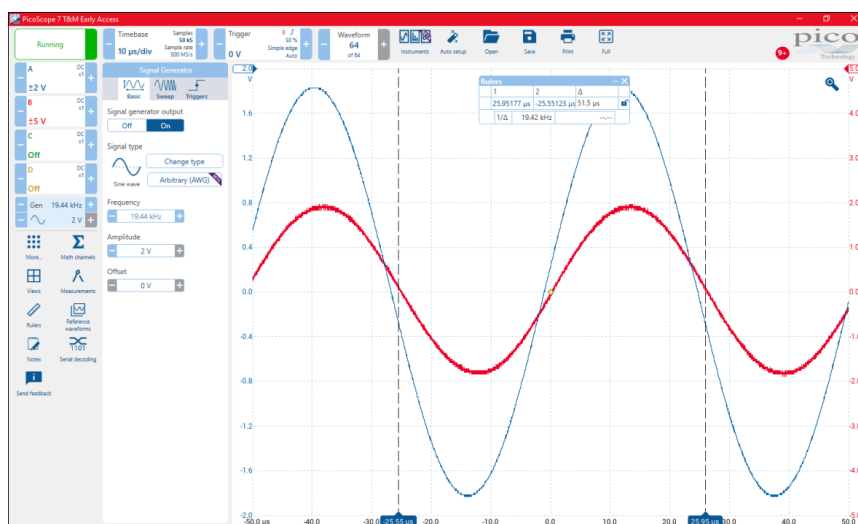 PicoScope 7 T&M Early Access
Running
Timebase
10 µs/div
Samples
50 kS
Sample rate
500 MS/s
Trigger
0 V
B
50 %
Simple edge
Auto
Waveform
64
of 64
Instruments
Auto setup
Open
Save
Print
Full
9+
pico
Technology
A
DC
x1
±2 V
B
DC
x1
±5 V
C
DC
x1
Off
D
DC
x1
Off
Gen 19.44 kHz
2 V
More...
Math channels
Views
Measurements
Rulers
Reference
waveforms
Notes
Serial decoding
1101
Send feedback
Signal Generator
Basic
Sweep
Triggers
Signal generator output
Off
On
Signal type
Sine wave
Change type
Arbitrary (AWG)
Frequency
19.44 kHz
Amplitude
2 V
Offset
0 V
Rulers
1 2 Δ
25.95177 µs -25.55123 µs 51.5 µs
1/Δ 19.42 kHz --.--
2.0
V
1.6
1.2
0.8
0.4
0.0
-0.4
-0.8
-1.2
-1.6
-2.0
5.0
V
4.0
3.0
2.0
1.0
0.0
-1.0
-2.0
-3.0
-4.0
-5.0
-50.0 us
-40.0
-30.0
-25.55 us
-20.0
-10.0
0.0
10.0
20.0
25.95 us
30.0
40.0
50.0